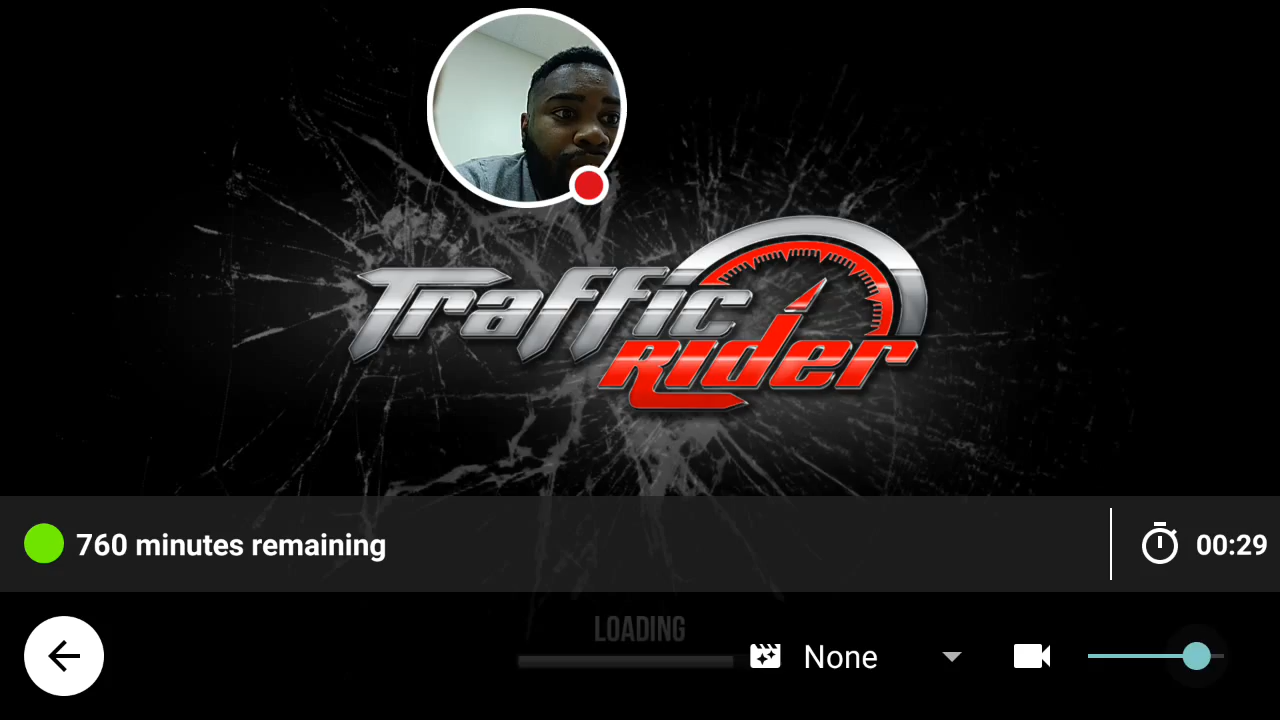 Traffic
Rider
760 minutes remaining
00:29
LOADING
None